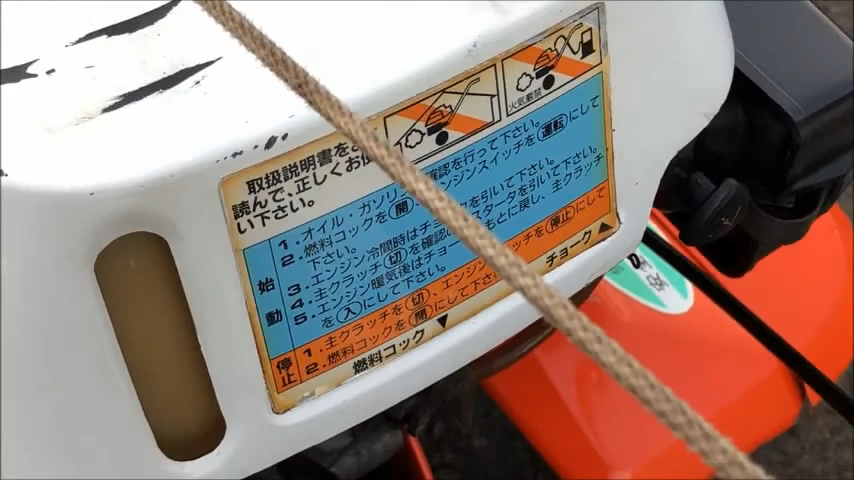 取扱説明書を
読んで、正しくお
い下さい。
火気厳禁
始動
1. オイル・ガソリン 確認を行って下さい。
2. 燃料コックを 開 ンジンスイッチを 運転 にして
下さい。
3. エンジン冷間時はチ を引いて下さい。
4. 主クラッチ 切 を確認 スタータを引いて下さい。
5. エンジン暖気後はチョー もとに戻し、主クラッチ
を 入 にして下さい。
停止
1. 主クラッチを 切、エンジ スイッチを 停止 にして
2. 燃料コックを 閉 にして下さい。
燃料コック▼
チョーク▲